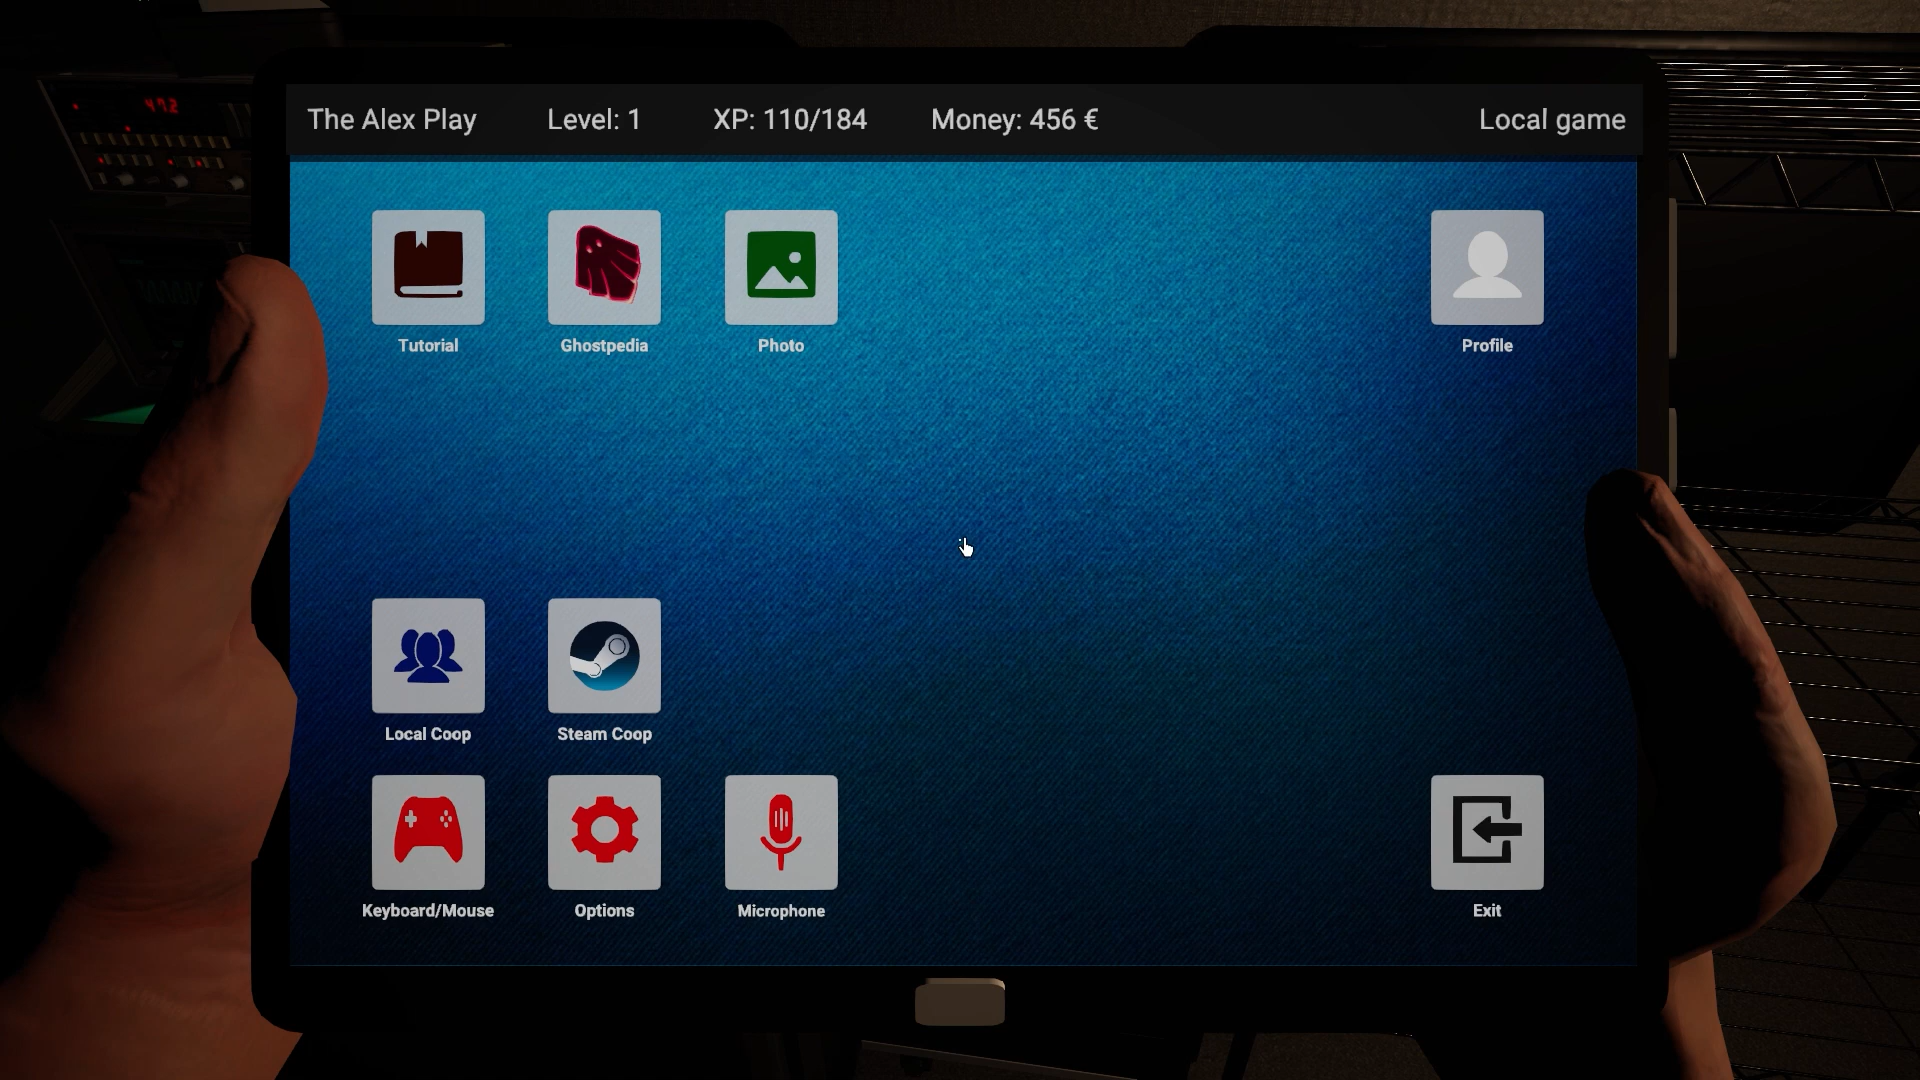 The Alex Play Level: 1 XP: 110/184 Money: 456 € Local game
Tutorial Ghostpedia Photo Profile
Local Coop Steam Coop
Keyboard/Mouse Options Microphone Exit